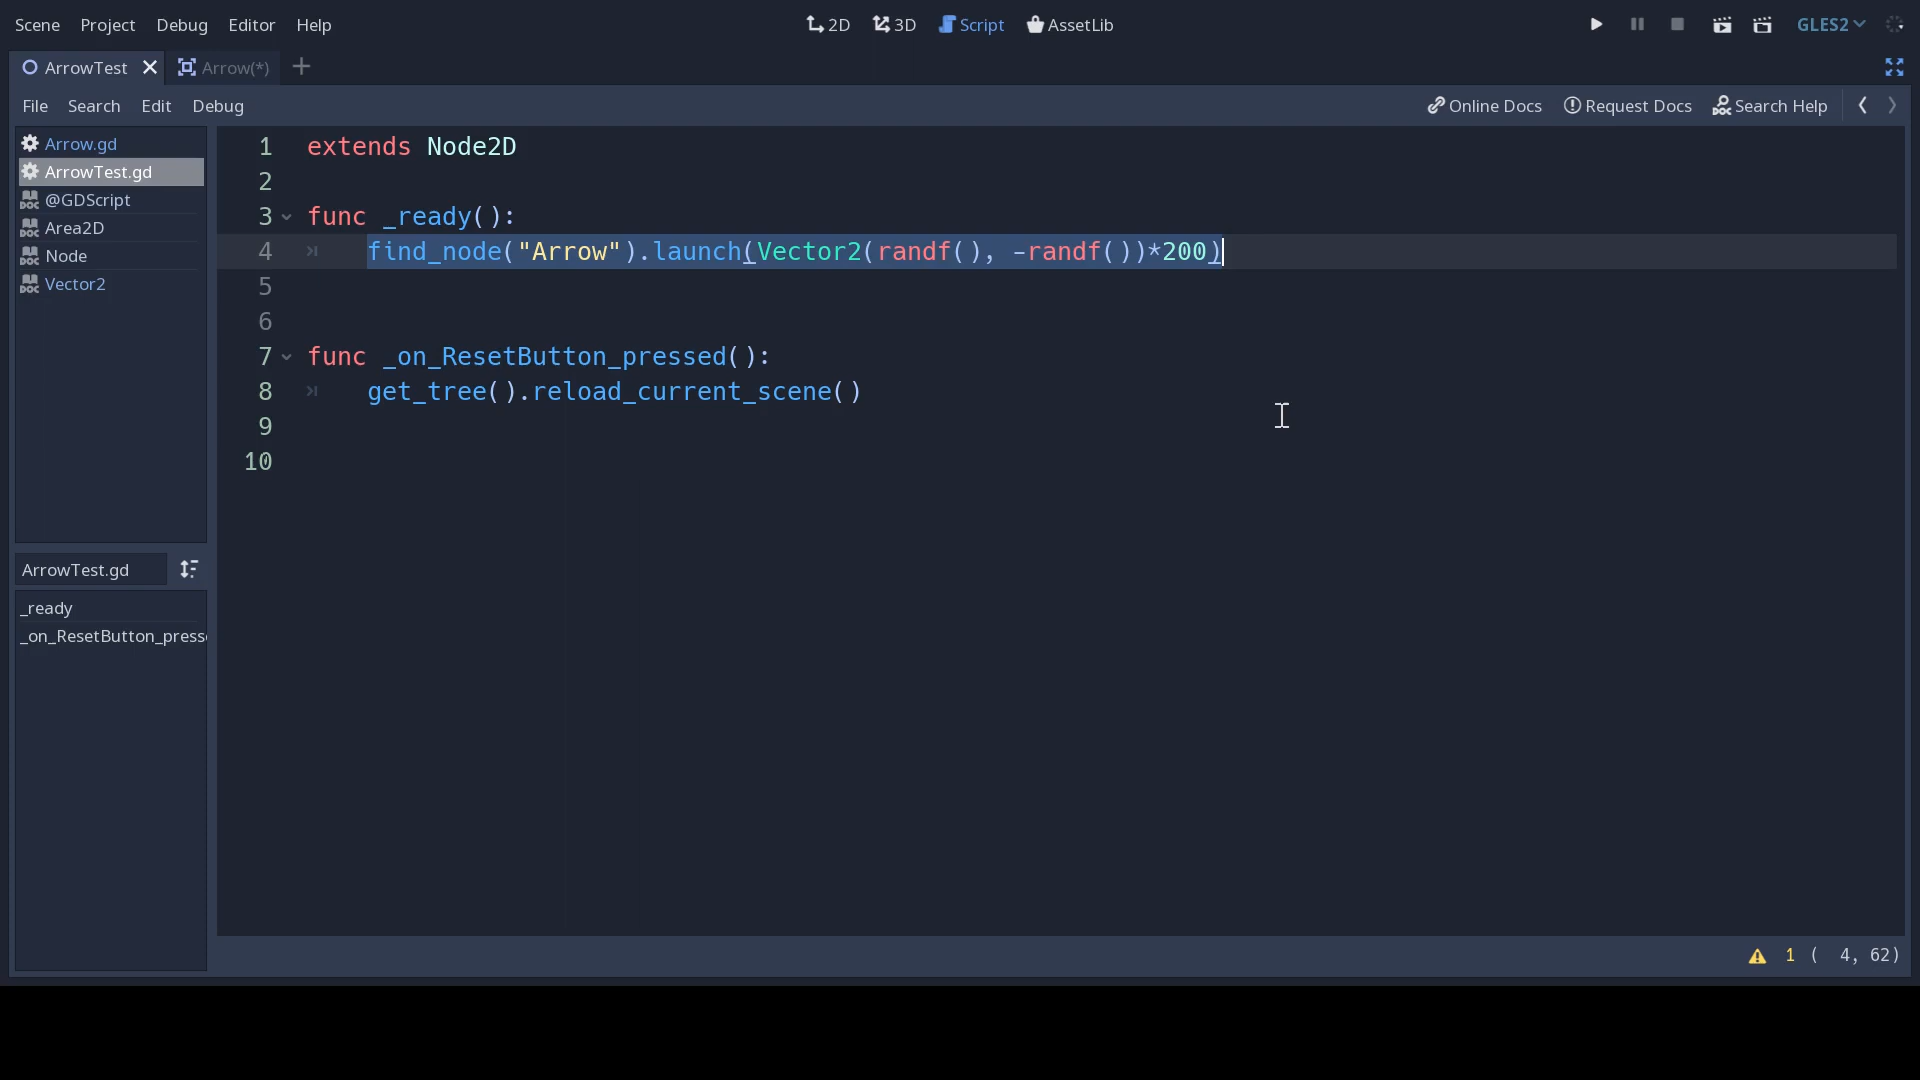 Scene Project Debug Editor Help 2D 3D Script AssetLib GLES2
ArrowTest Arrow(*)
File Search Edit Debug Online Docs Request Docs Search Help
Arrow.gd
ArrowTest.gd
@GDScript
Area2D
Node
Vector2
ArrowTest.gd
_ready
_on_ResetButton_press
1 extends Node2D
2
3 func _ready():
4 find_node("Arrow").launch(Vector2(randf(), -randf())*200)
5
6
7 func _on_ResetButton_pressed():
8 get_tree().reload_current_scene()
9
10
1 ( 4, 62)